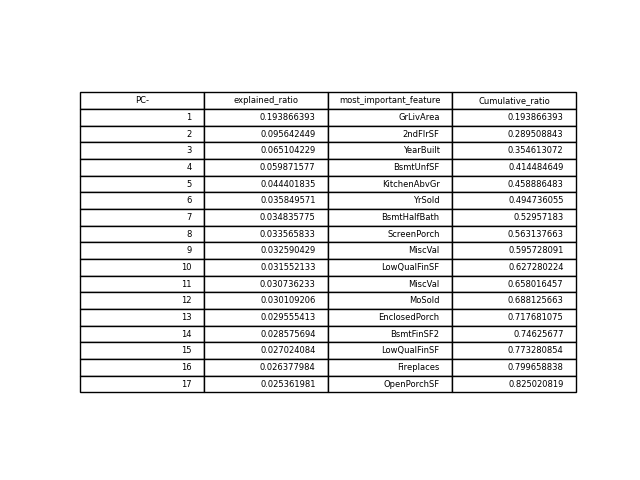 PC- explained_ratio most_important_feature Cumulative_ratio
1 0.193866393 GrLivArea 0.193866393
2 0.095642449 2ndFlrSF 0.289508843
3 0.065104229 YearBuilt 0.354613072
4 0.059871577 BsmtUnfSF 0.414484649
5 0.044401835 KitchenAbvGr 0.458886483
6 0.035849571 YrSold 0.494736055
7 0.034835775 BsmtHalfBath 0.52957183
8 0.033565833 ScreenPorch 0.563137663
9 0.032590429 MiscVal 0.595728091
10 0.031552133 LowQualFinSF 0.627280224
11 0.030736233 MiscVal 0.658016457
12 0.030109206 MoSold 0.688125663
13 0.029555413 EnclosedPorch 0.717681075
14 0.028575694 BsmtFinSF2 0.74625677
15 0.027024084 LowQualFinSF 0.773280854
16 0.026377984 Fireplaces 0.799658838
17 0.025361981 OpenPorchSF 0.825020819